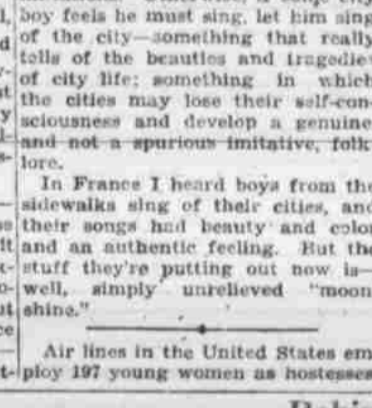 boy feels he must sing, let him sing
of the city—something that really
tells of the beauties and tragedies
of city life; something in which
the cities may lose their self-con-
sciousness and develop a genuine
and not a spurious imitative, folk
lore.
In France I heard boys from the
sidewalks sing of their cities, and
their songs had beauty and color
and an authentic feeling. But the
stuff they're putting out now is—
well, simply unrelieved "moon
shine."
Air lines in the United States em
ploy 197 young women as hostesses